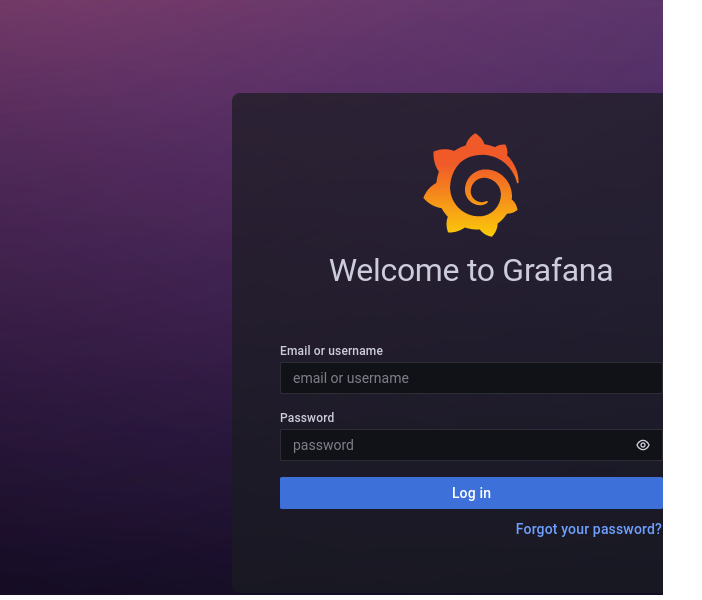 Welcome to Grafana
Email or username
email or username
Password
password
Log in
Forgot your password?